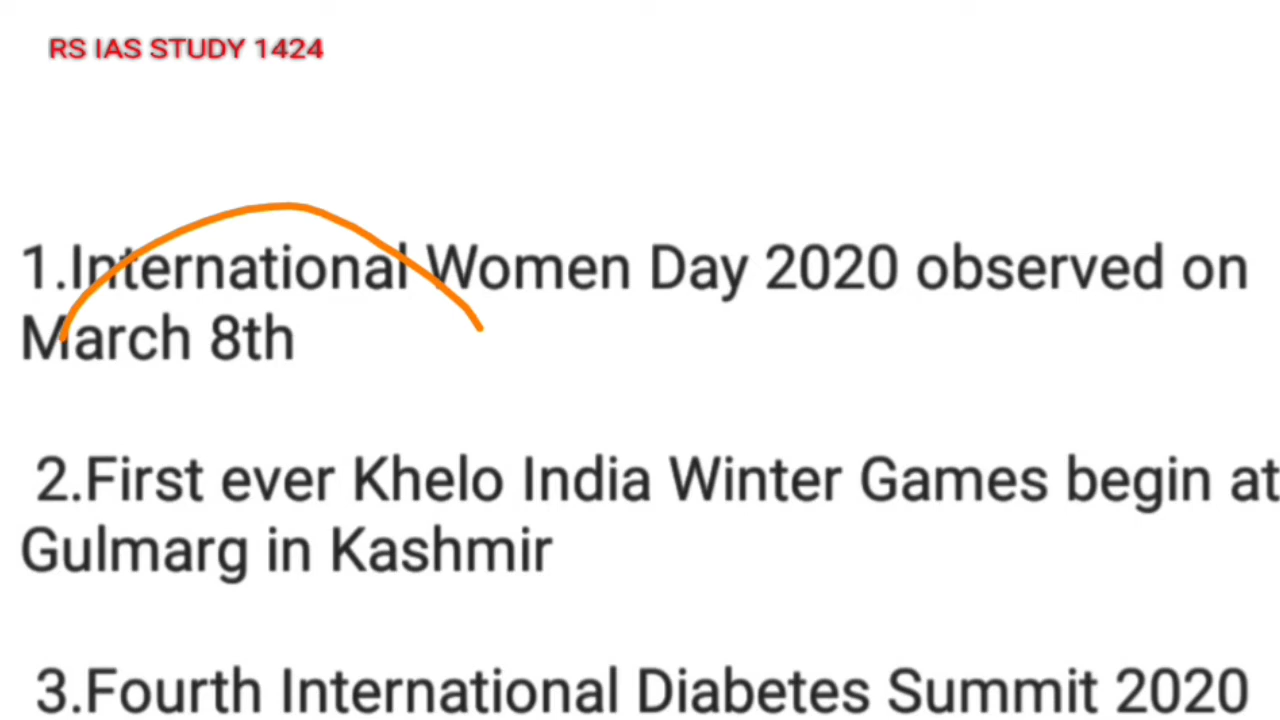 RS IAS STUDY 1424
1.International Women Day 2020 observed on
March 8th
2.First ever Khelo India Winter Games begin at
Gulmarg in Kashmir
3.Fourth International Diabetes Summit 2020